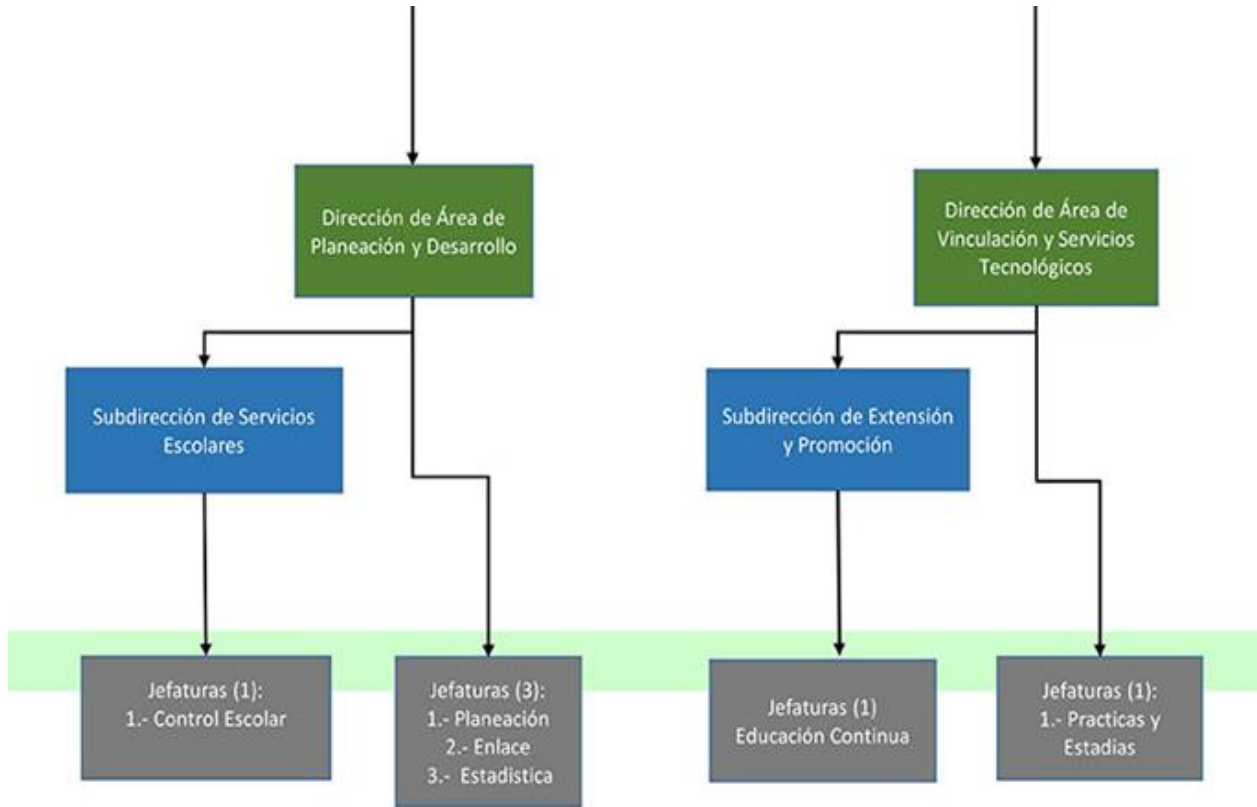 Dirección de Área de
Planeación y Desarrollo
Dirección de Área de
Vinculación y Servicios
Tecnológicos
Subdirección de Servicios
Escolares
Subdirección de Extensión
y Promoción
Jefaturas (1):
1.- Control Escolar
Jefaturas (3):
1.- Planeación
2.- Enlace
3.- Estadistica
Jefaturas (1)
Educación Continua
Jefaturas (1):
1.- Practicas y
Estadias